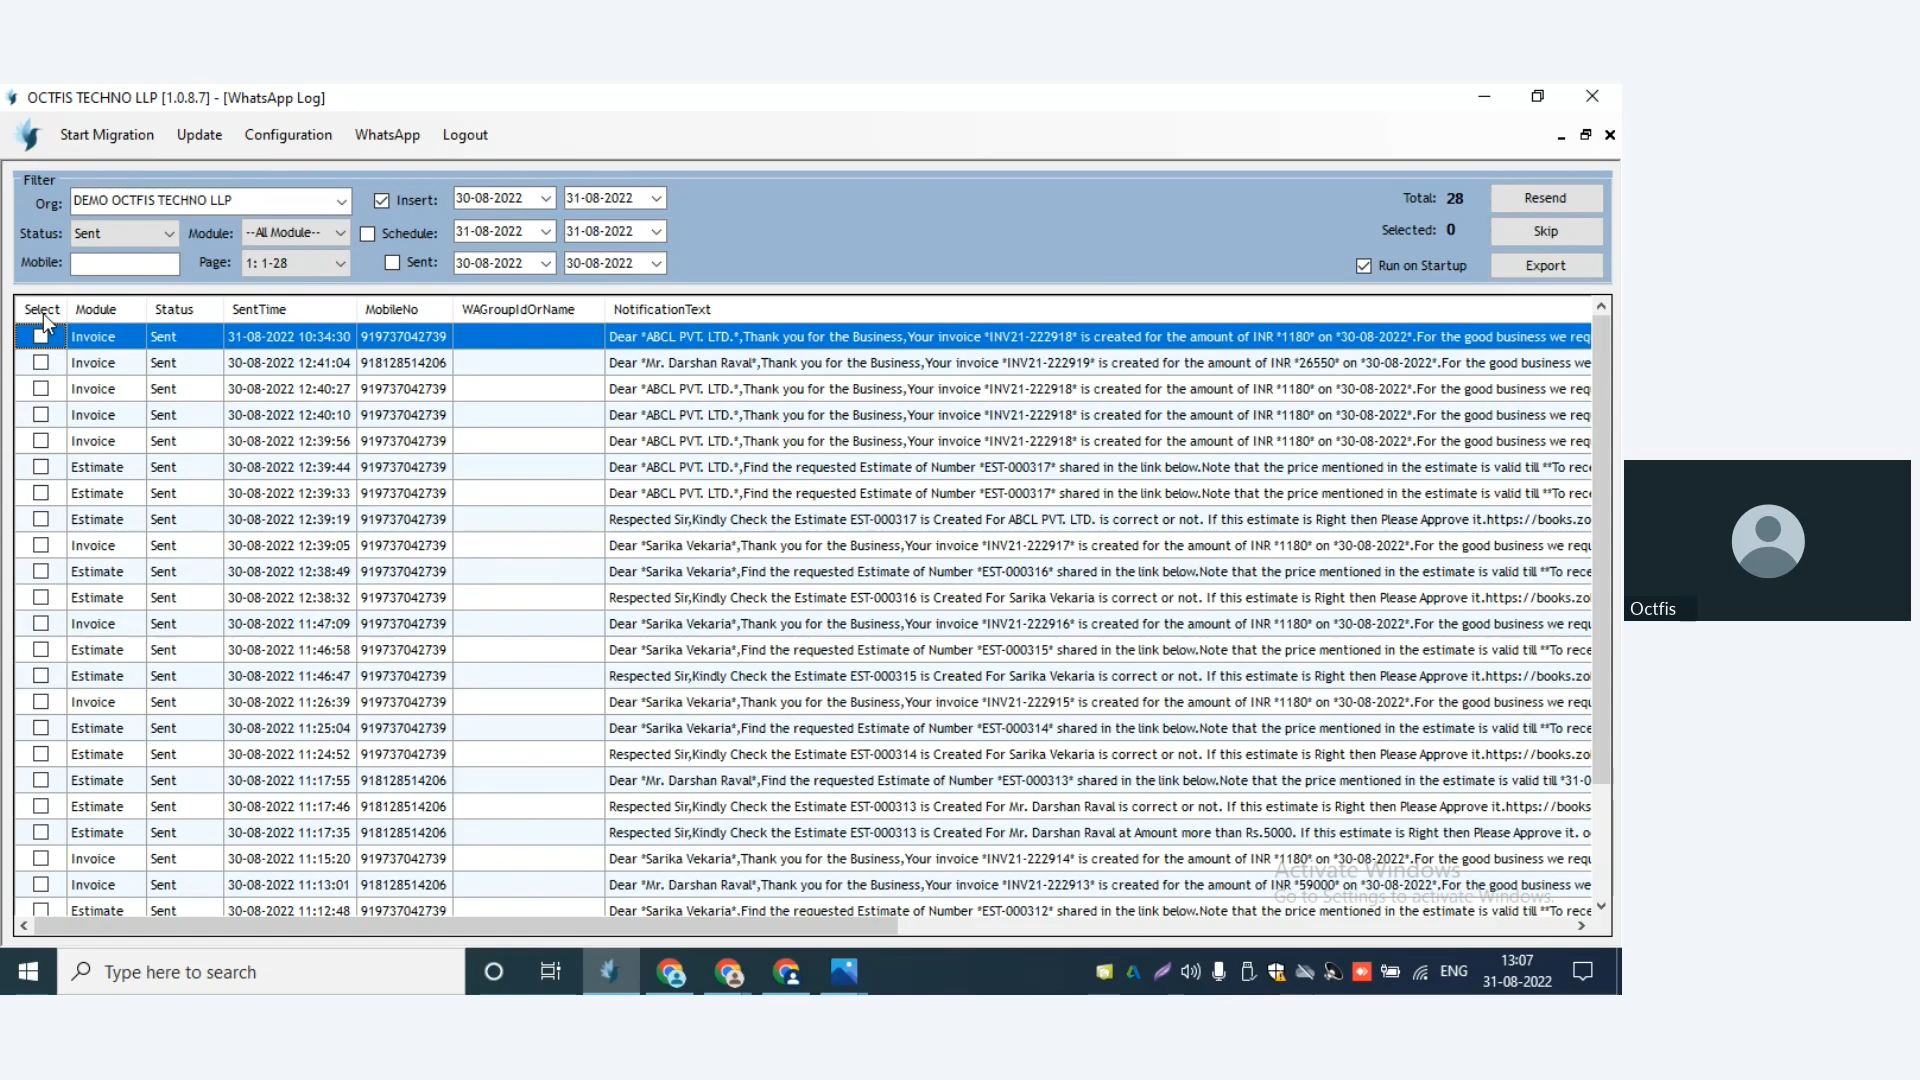 OCTFIS TECHNO LLP [1.0.8.7] - [WhatsApp Log]
Start Migration Update Configuration WhatsApp Logout
Filter
Org: DEMO OCTFIS TECHNO LLP Insert: 30-08-2022 31-08-2022 Total: 28 Resend
Status: Sent Module: --All Module-- Schedule: 31-08-2022 31-08-2022 Selected: 0 Skip
Mobile: Page: 1: 1-28 Sent: 30-08-2022 30-08-2022 Run on Startup Export
Select Module Status SentTime MobileNo WAGroupIdOrName NotificationText
Invoice Sent 31-08-2022 10:34:30 919737042739 Dear *ABCL PVT. LTD.*,Thank you for the Business,Your invoice *INV21-222918* is created for the amount of INR *1180* on *30-08-2022*.For the good business we req
Invoice Sent 30-08-2022 12:41:04 918128514206 Dear *Mr. Darshan Raval*,Thank you for the Business,Your invoice *INV21-222919* is created for the amount of INR *26550* on *30-08-2022*.For the good business we
Invoice Sent 30-08-2022 12:40:27 919737042739 Dear *ABCL PVT. LTD.*,Thank you for the Business,Your invoice *INV21-222918* is created for the amount of INR *1180* on *30-08-2022*.For the good business we req
Invoice Sent 30-08-2022 12:40:10 919737042739 Dear *ABCL PVT. LTD.*,Thank you for the Business,Your invoice *INV21-222918* is created for the amount of INR *1180* on *30-08-2022*.For the good business we req
Invoice Sent 30-08-2022 12:39:56 919737042739 Dear *ABCL PVT. LTD.*,Thank you for the Business,Your invoice *INV21-222918* is created for the amount of INR *1180* on *30-08-2022*.For the good business we req
Estimate Sent 30-08-2022 12:39:44 919737042739 Dear *ABCL PVT. LTD.*,Find the requested Estimate of Number *EST-000317* shared in the link below.Note that the price mentioned in the estimate is valid till **To rece
Estimate Sent 30-08-2022 12:39:33 919737042739 Dear *ABCL PVT. LTD.*,Find the requested Estimate of Number *EST-000317* shared in the link below.Note that the price mentioned in the estimate is valid till **To rece
Estimate Sent 30-08-2022 12:39:19 919737042739 Respected Sir,Kindly Check the Estimate EST-000317 is Created For ABCL PVT. LTD. is correct or not. If this estimate is Right then Please Approve it.https://books.zo
Invoice Sent 30-08-2022 12:39:05 919737042739 Dear *Sarika Vekaria*,Thank you for the Business,Your invoice *INV21-222917* is created for the amount of INR *1180* on *30-08-2022*.For the good business we requ
Estimate Sent 30-08-2022 12:38:49 919737042739 Dear *Sarika Vekaria*,Find the requested Estimate of Number *EST-000316* shared in the link below.Note that the price mentioned in the estimate is valid till **To rece
Estimate Sent 30-08-2022 12:38:32 919737042739 Respected Sir,Kindly Check the Estimate EST-000316 is Created For Sarika Vekaria is correct or not. If this estimate is Right then Please Approve it.https://books.zo
Invoice Sent 30-08-2022 11:47:09 919737042739 Dear *Sarika Vekaria*,Thank you for the Business,Your invoice *INV21-222916* is created for the amount of INR *1180* on *30-08-2022*.For the good business we requ
Estimate Sent 30-08-2022 11:46:58 919737042739 Dear *Sarika Vekaria*,Find the requested Estimate of Number *EST-000315* shared in the link below.Note that the price mentioned in the estimate is valid till **To rece
Estimate Sent 30-08-2022 11:46:47 919737042739 Respected Sir,Kindly Check the Estimate EST-000315 is Created For Sarika Vekaria is correct or not. If this estimate is Right then Please Approve it.https://books.zo
Invoice Sent 30-08-2022 11:26:39 919737042739 Dear *Sarika Vekaria*,Thank you for the Business,Your invoice *INV21-222915* is created for the amount of INR *1180* on *30-08-2022*.For the good business we requ
Estimate Sent 30-08-2022 11:25:04 919737042739 Dear *Sarika Vekaria*,Find the requested Estimate of Number *EST-000314* shared in the link below.Note that the price mentioned in the estimate is valid till **To rece
Estimate Sent 30-08-2022 11:24:52 919737042739 Respected Sir,Kindly Check the Estimate EST-000314 is Created For Sarika Vekaria is correct or not. If this estimate is Right then Please Approve it.https://books.zo
Estimate Sent 30-08-2022 11:17:55 918128514206 Dear *Mr. Darshan Raval*,Find the requested Estimate of Number *EST-000313* shared in the link below.Note that the price mentioned in the estimate is valid till *31-0
Estimate Sent 30-08-2022 11:17:46 918128514206 Respected Sir,Kindly Check the Estimate EST-000313 is Created For Mr. Darshan Raval is correct or not. If this estimate is Right then Please Approve it.https://books
Estimate Sent 30-08-2022 11:17:35 918128514206 Respected Sir,Kindly Check the Estimate EST-000313 is Created For Mr. Darshan Raval at Amount more than Rs.5000. If this estimate is Right then Please Approve it. o
Invoice Sent 30-08-2022 11:15:20 919737042739 Dear *Sarika Vekaria*,Thank you for the Business,Your invoice *INV21-222914* is created for the amount of INR *1180* on *30-08-2022*.For the good business we requ
Invoice Sent 30-08-2022 11:13:01 918128514206 Dear *Mr. Darshan Raval*,Thank you for the Business,Your invoice *INV21-222913* is created for the amount of INR *59000* on *30-08-2022*.For the good business we
Estimate Sent 30-08-2022 11:12:48 919737042739 Dear *Sarika Vekaria*.Find the requested Estimate of Number *EST-000312* shared in the link below.Note that the price mentioned in the estimate is valid till **To rece
Activate Windows
Go to Settings to activate Windows.
Octfis
Type here to search ENG 13:07
31-08-2022